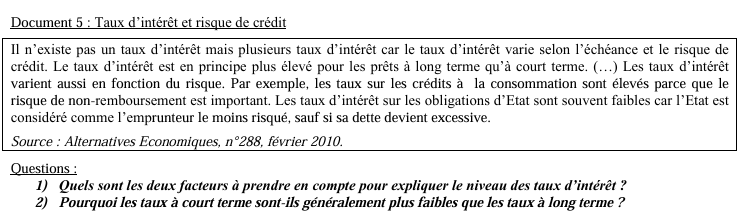 Document 5 : Taux d’intérêt et risque de crédit
Il n’existe pas un taux d’intérêt mais plusieurs taux d’intérêt car le taux d’intérêt varie selon l’échéance et le risque de
crédit. Le taux d’intérêt est en principe plus élevé pour les prêts à long terme qu’à court terme. (…) Les taux d’intérêt
varient aussi en fonction du risque. Par exemple, les taux sur les crédits à la consommation sont élevés parce que le
risque de non-remboursement est important. Les taux d’intérêt sur les obligations d’Etat sont souvent faibles car l’Etat est
considéré comme l’emprunteur le moins risqué, sauf si sa dette devient excessive.
Source : Alternatives Economiques, n°288, février 2010.
Questions :
1) Quels sont les deux facteurs à prendre en compte pour expliquer le niveau des taux d’intérêt ?
2) Pourquoi les taux à court terme sont-ils généralement plus faibles que les taux à long terme ?